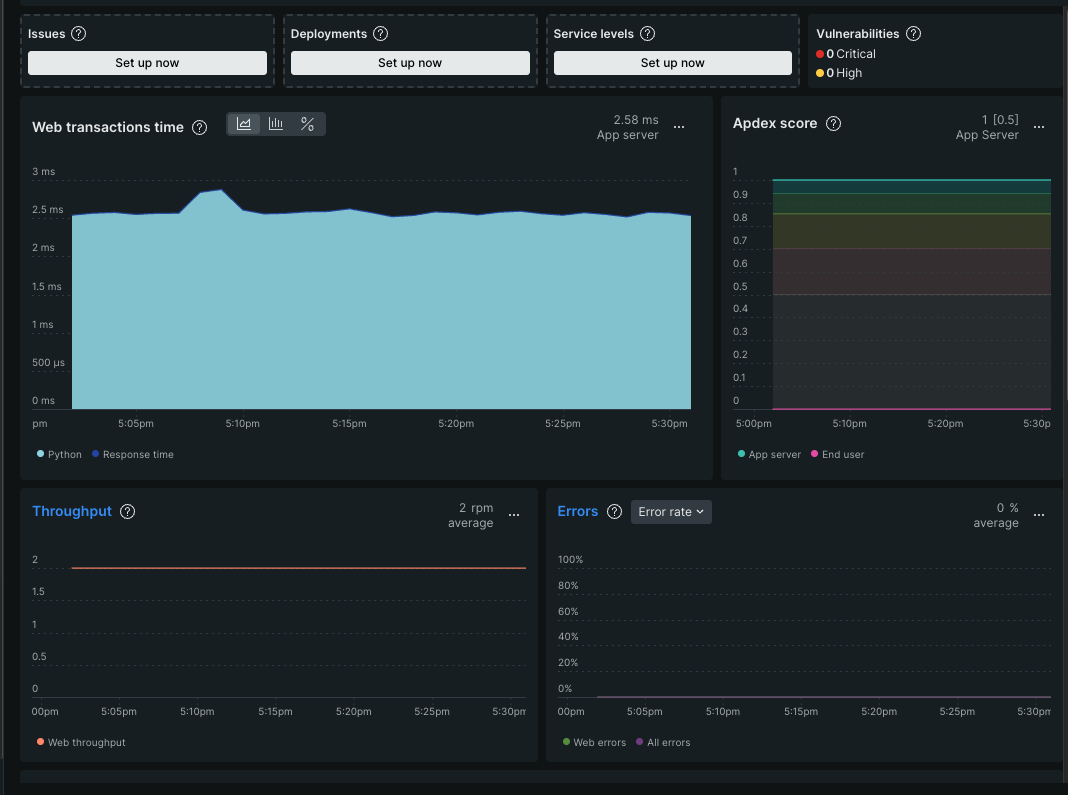 Issues ?
Set up now
Deployments ?
Set up now
Service levels ?
Set up now
Vulnerabilities ?
0 Critical
0 High
Web transactions time ?
%
2.58 ms
App server
...
3 ms
2.5 ms
2 ms
1.5 ms
1 ms
500 µs
0 ms
pm 5:05pm 5:10pm 5:15pm 5:20pm 5:25pm 5:30pm
Python Response time
Apdex score ?
1 [0.5]
App Server
...
1
0.9
0.8
0.7
0.6
0.5
0.4
0.3
0.2
0.1
0
5:00pm 5:10pm 5:20pm 5:30p
App server End user
Throughput ?
2 rpm
average
...
2
1.5
1
0.5
0
00pm 5:05pm 5:10pm 5:15pm 5:20pm 5:25pm 5:30pm
Web throughput
Errors ? Error rate
0 %
average
...
100%
80%
60%
40%
20%
0%
00pm 5:05pm 5:10pm 5:15pm 5:20pm 5:25pm 5:30pm
Web errors All errors